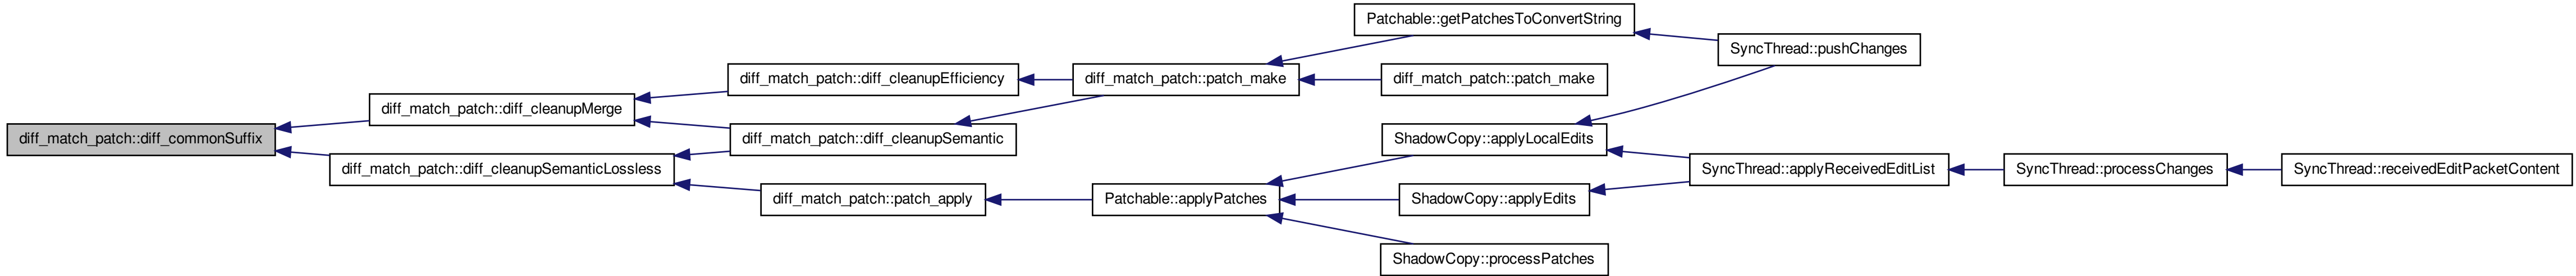 diff_match_patch::diff_commonSuffix
diff_match_patch::diff_cleanupMerge
diff_match_patch::diff_cleanupSemanticLossless
diff_match_patch::diff_cleanupEfficiency
diff_match_patch::diff_cleanupSemantic
diff_match_patch::patch_apply
diff_match_patch::patch_make
Patchable::applyPatches
Patchable::getPatchesToConvertString
diff_match_patch::patch_make
ShadowCopy::applyLocalEdits
ShadowCopy::applyEdits
ShadowCopy::processPatches
SyncThread::pushChanges
SyncThread::applyReceivedEditList
SyncThread::processChanges
SyncThread::receivedEditPacketContent